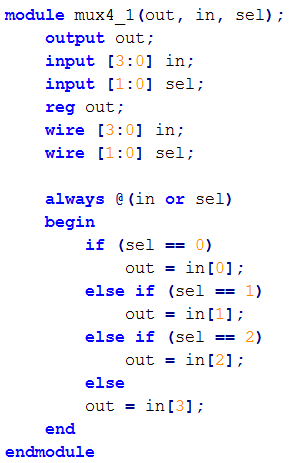 module mux4_1(out, in, sel);
    output out;
    input [3:0] in;
    input [1:0] sel;
    reg out;
    wire [3:0] in;
    wire [1:0] sel;

    always @(in or sel)
    begin
        if (sel == 0)
            out = in[0];
        else if (sel == 1)
            out = in[1];
        else if (sel == 2)
            out = in[2];
        else
        out = in[3];
    end
endmodule